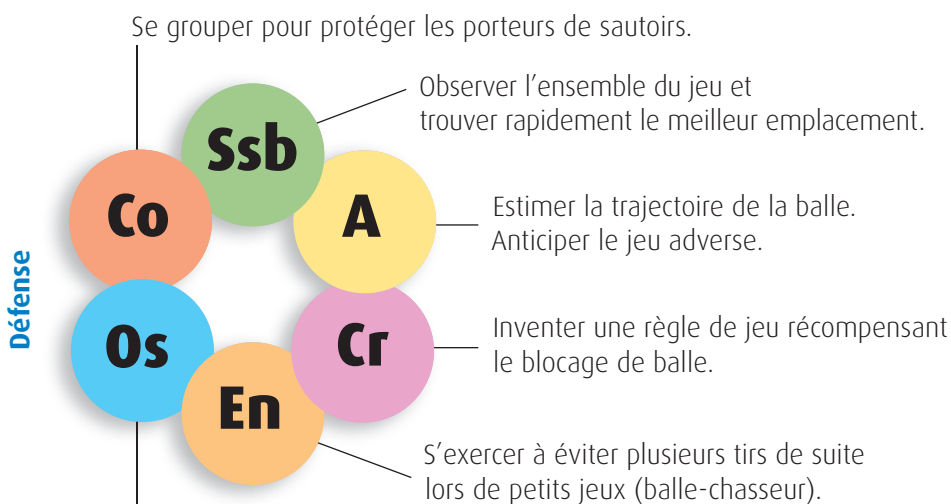 Se grouper pour protéger les porteurs de sautoirs.
Ssb
Observer l’ensemble du jeu et
trouver rapidement le meilleur emplacement.
Co
A
Estimer la trajectoire de la balle.
Anticiper le jeu adverse.
Défense
Os
Cr
Inventer une règle de jeu récompensant
le blocage de balle.
En
S’exercer à éviter plusieurs tirs de suite
lors de petits jeux (balle-chasseur).